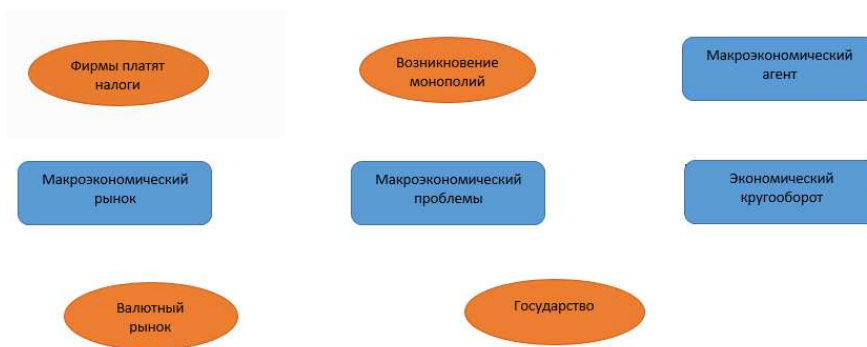 Фирмы платят
налоги
Возникновение
монополий
Макроэкономический
агент
Макроэкономический
рынок
Макроэкономический
проблемы
Экономический
кругооборот
Валютный
рынок
Государство